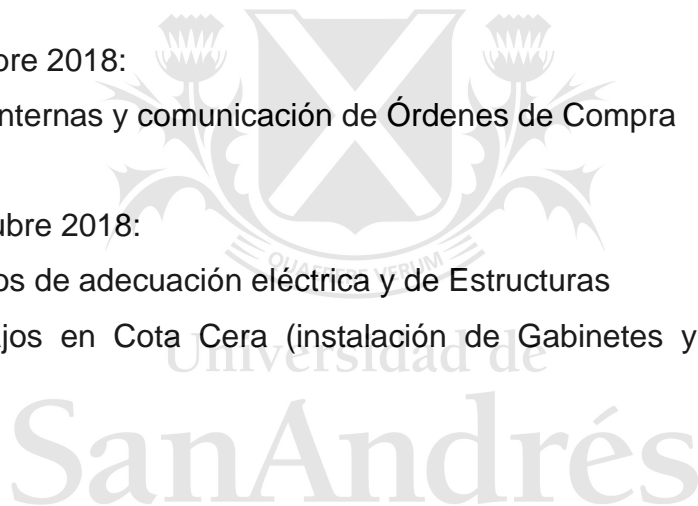 bre 2018:
nternas y comunicación de Órdenes de Compra
ubre 2018:
QUAERERE VERUM
os de adecuación eléctrica y de Estructuras
ajos en Cota Cera (instalación de Gabinetes y
Universidad de
SanAndrés